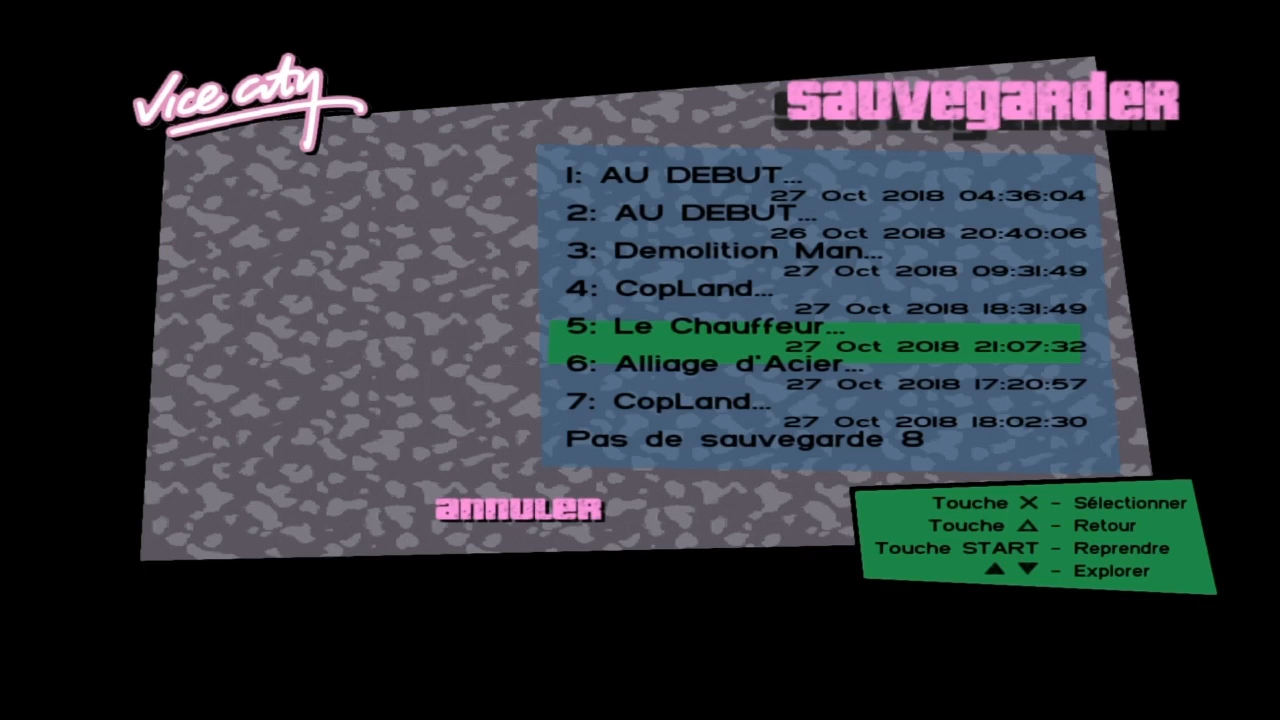 Vice City
sauvegarder
1: AU DEBUT...
27 Oct 2018 04:36:04
2: AU DEBUT...
26 Oct 2018 20:40:06
3: Demolition Man...
27 Oct 2018 09:31:49
4: CopLand...
27 Oct 2018 18:31:49
5: Le Chauffeur...
27 Oct 2018 21:07:32
6: Alliage d'Acier...
27 Oct 2018 17:20:57
7: CopLand...
27 Oct 2018 18:02:30
Pas de sauvegarde 8
annuler
Touche X - Sélectionner
Touche △ - Retour
Touche START - Reprendre
▲ ▼ - Explorer